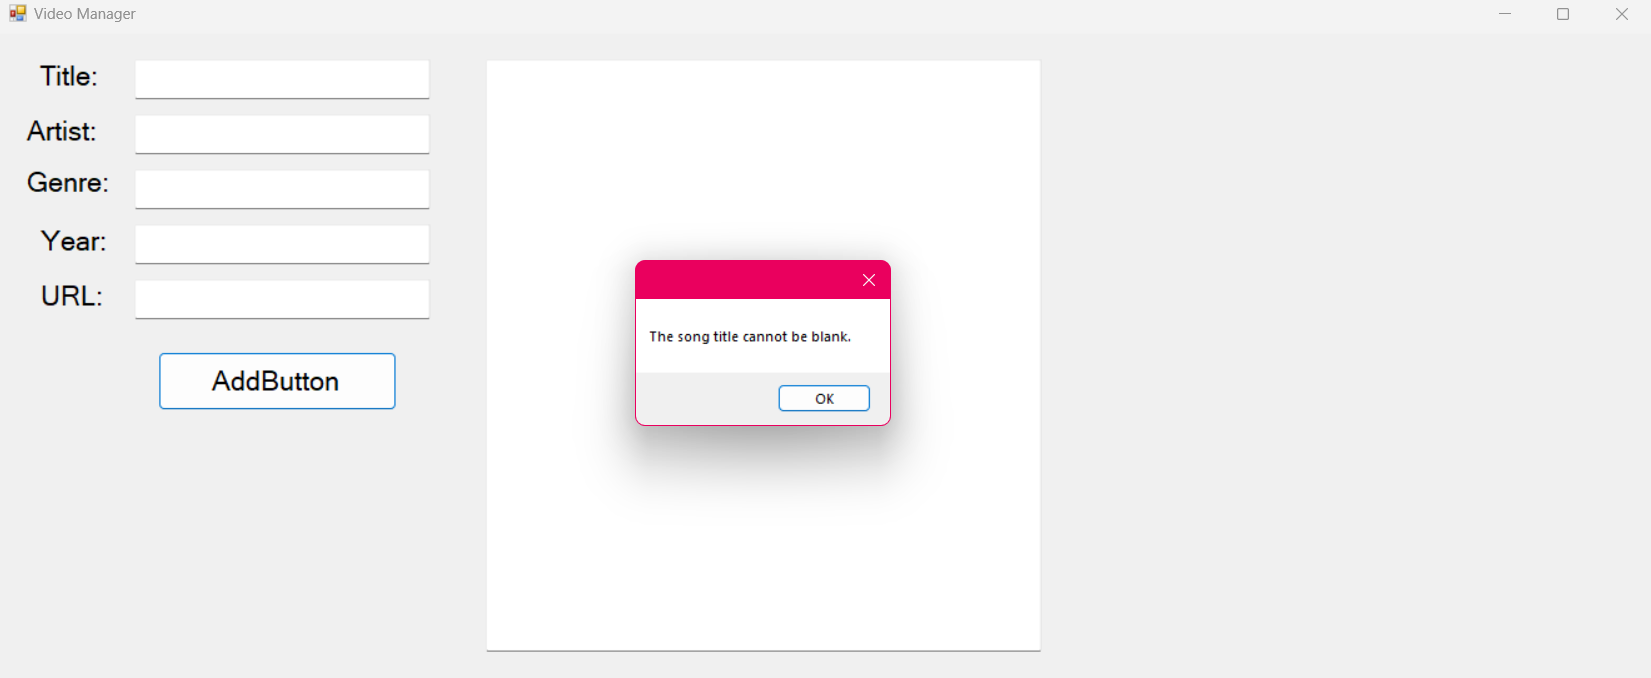 Video Manager
Title:
Artist:
Genre:
Year:
URL:
AddButton
The song title cannot be blank.
OK